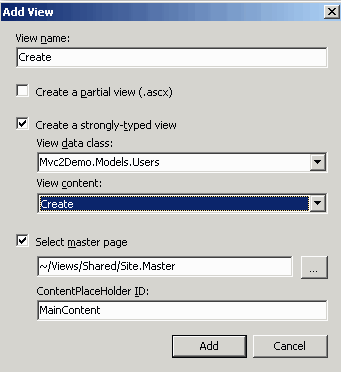 Add View
View name:
Create
Create a partial view (.ascx)
Create a strongly-typed view
View data class:
Mvc2Demo.Models.Users
View content:
Create
Select master page
~/Views/Shared/Site.Master
...
ContentPlaceHolder ID:
MainContent
Add Cancel